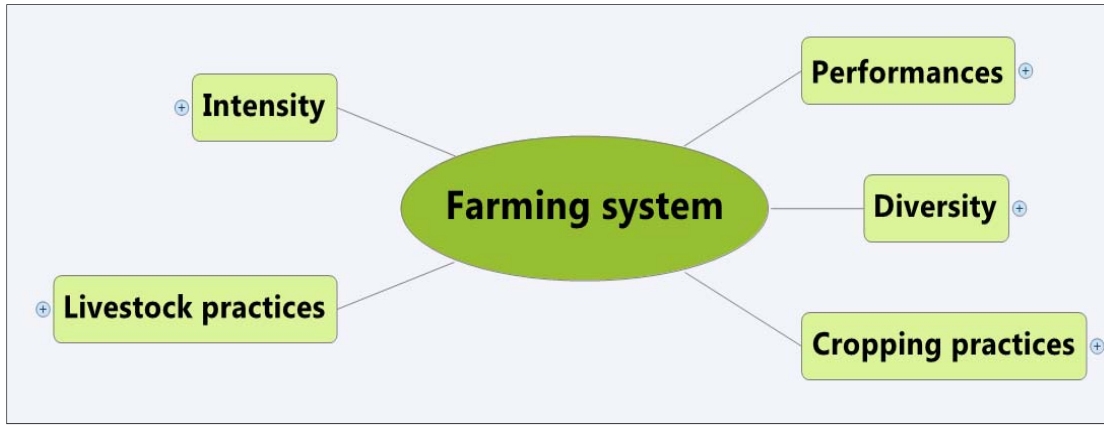 Farming system
Performances
Diversity
Cropping practices
Intensity
Livestock practices